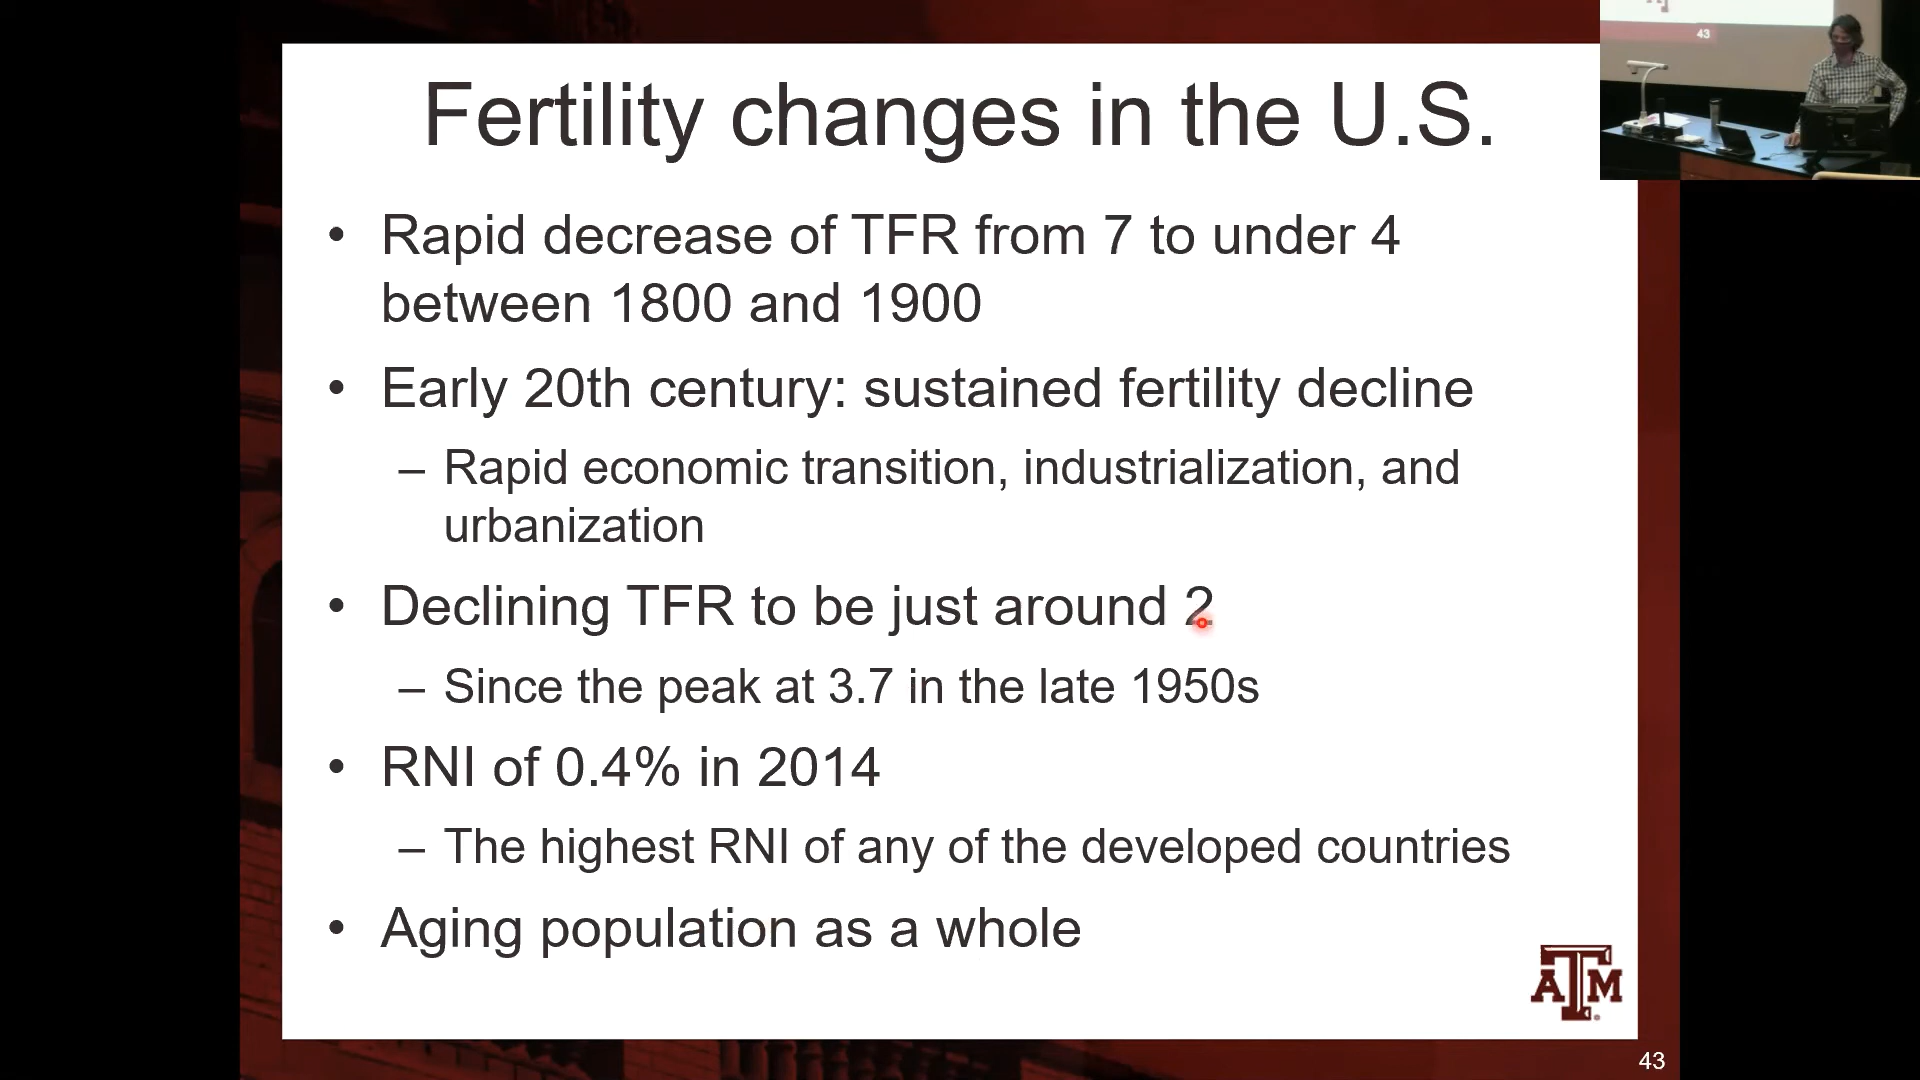 Fertility changes in the U.S.
• Rapid decrease of TFR from 7 to under 4
between 1800 and 1900
• Early 20th century: sustained fertility decline
– Rapid economic transition, industrialization, and
urbanization
• Declining TFR to be just around 2
– Since the peak at 3.7 in the late 1950s
• RNI of 0.4% in 2014
– The highest RNI of any of the developed countries
• Aging population as a whole
ATM
43
43